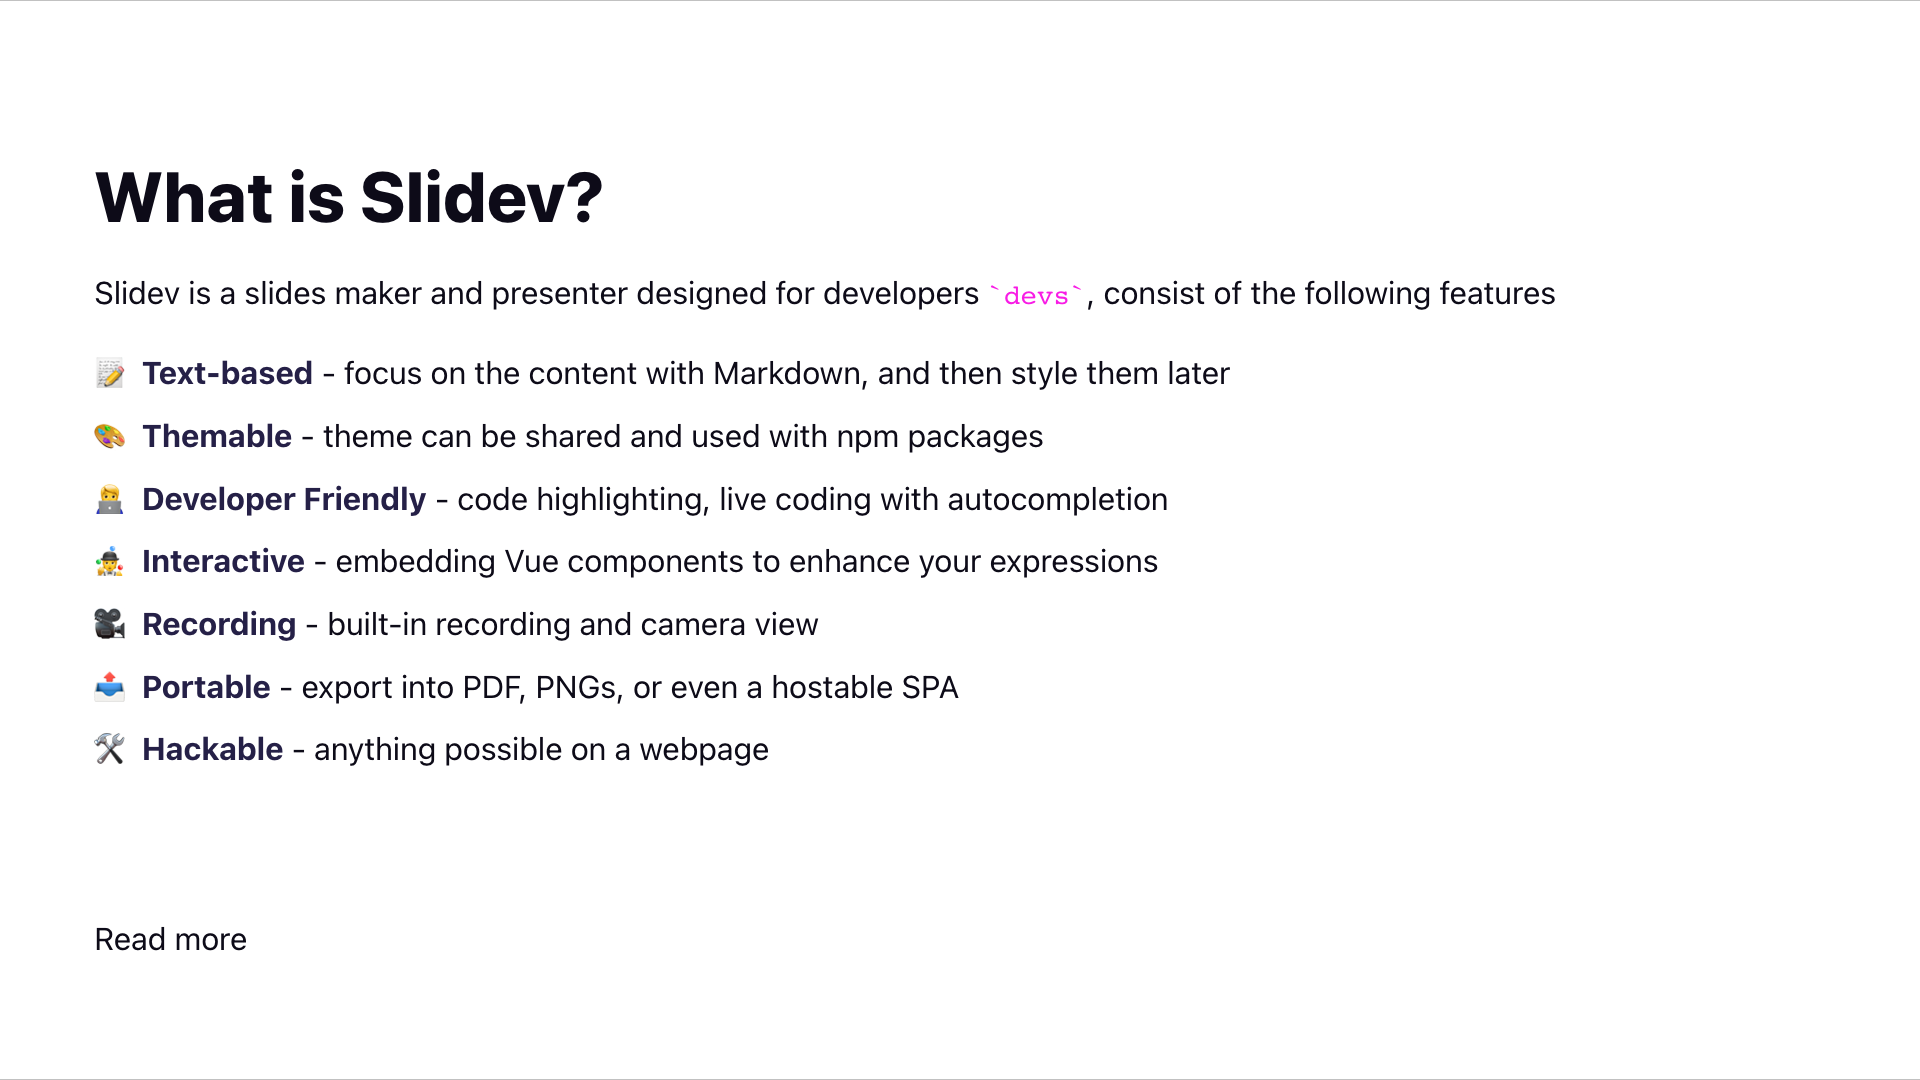 What is Slidev?
Slidev is a slides maker and presenter designed for developers `devs`, consist of the following features
📝 Text-based - focus on the content with Markdown, and then style them later
🎨 Themable - theme can be shared and used with npm packages
🧑‍💻 Developer Friendly - code highlighting, live coding with autocompletion
🤹 Interactive - embedding Vue components to enhance your expressions
🎥 Recording - built-in recording and camera view
📤 Portable - export into PDF, PNGs, or even a hostable SPA
🛠 Hackable - anything possible on a webpage
Read more